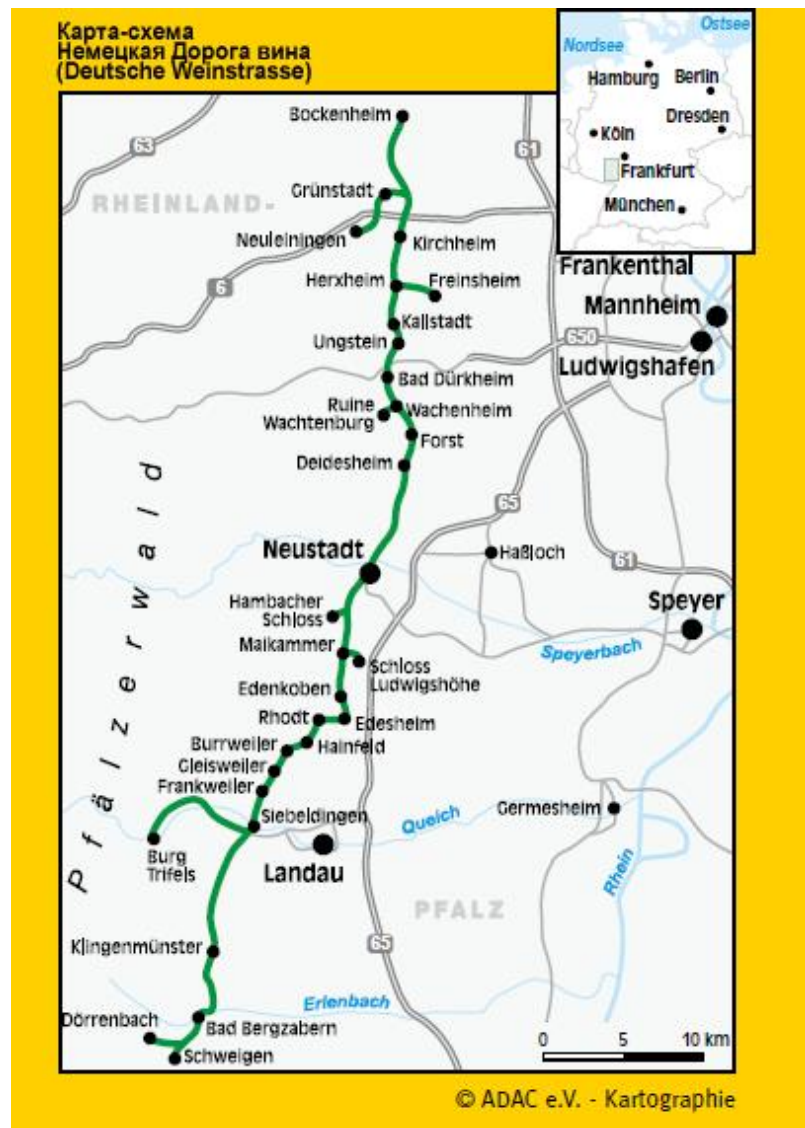 Карта-схема
Немецкая Дорога вина
(Deutsche Weinstrasse)
Nordsee
Ostsee
Hamburg
Berlin
Dresden
Köln
Frankfurt
München
Bockenheim
63
61
RHEINLAND-
Grünstadt
Neuleiningen
Kirchheim
6
Herxheim
Freinsheim
Frankenthal
Mannheim
Kallstadt
Ungstein
650
Ludwigshafen
Bad Dürkheim
Ruine
Wachtenburg
Wachenheim
Forst
Deidesheim
65
Pfälzerwald
Neustadt
Haßloch
61
Hambacher
Schloss
Speyer
Maikammer
Speyerbach
Schloss
Ludwigshöhe
Edenkoben
Rhodt
Edesheim
Burrweiler
Hainfeld
Gleisweiler
Frankweiler
Siebeldingen
Queich
Germesheim
Burg
Trifels
Landau
Rhein
PFALZ
65
Klingenmünster
Erlenbach
Dörrenbach
Bad Bergzabern
Schweigen
0 5 10 km
© ADAC e.V. - Kartographie